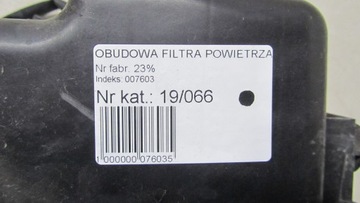 OBUDOWA FILTRA POWIETRZA
Nr fabr. 23%
Indeks: 007603
Nr kat.: 19/066
1 000000 076035